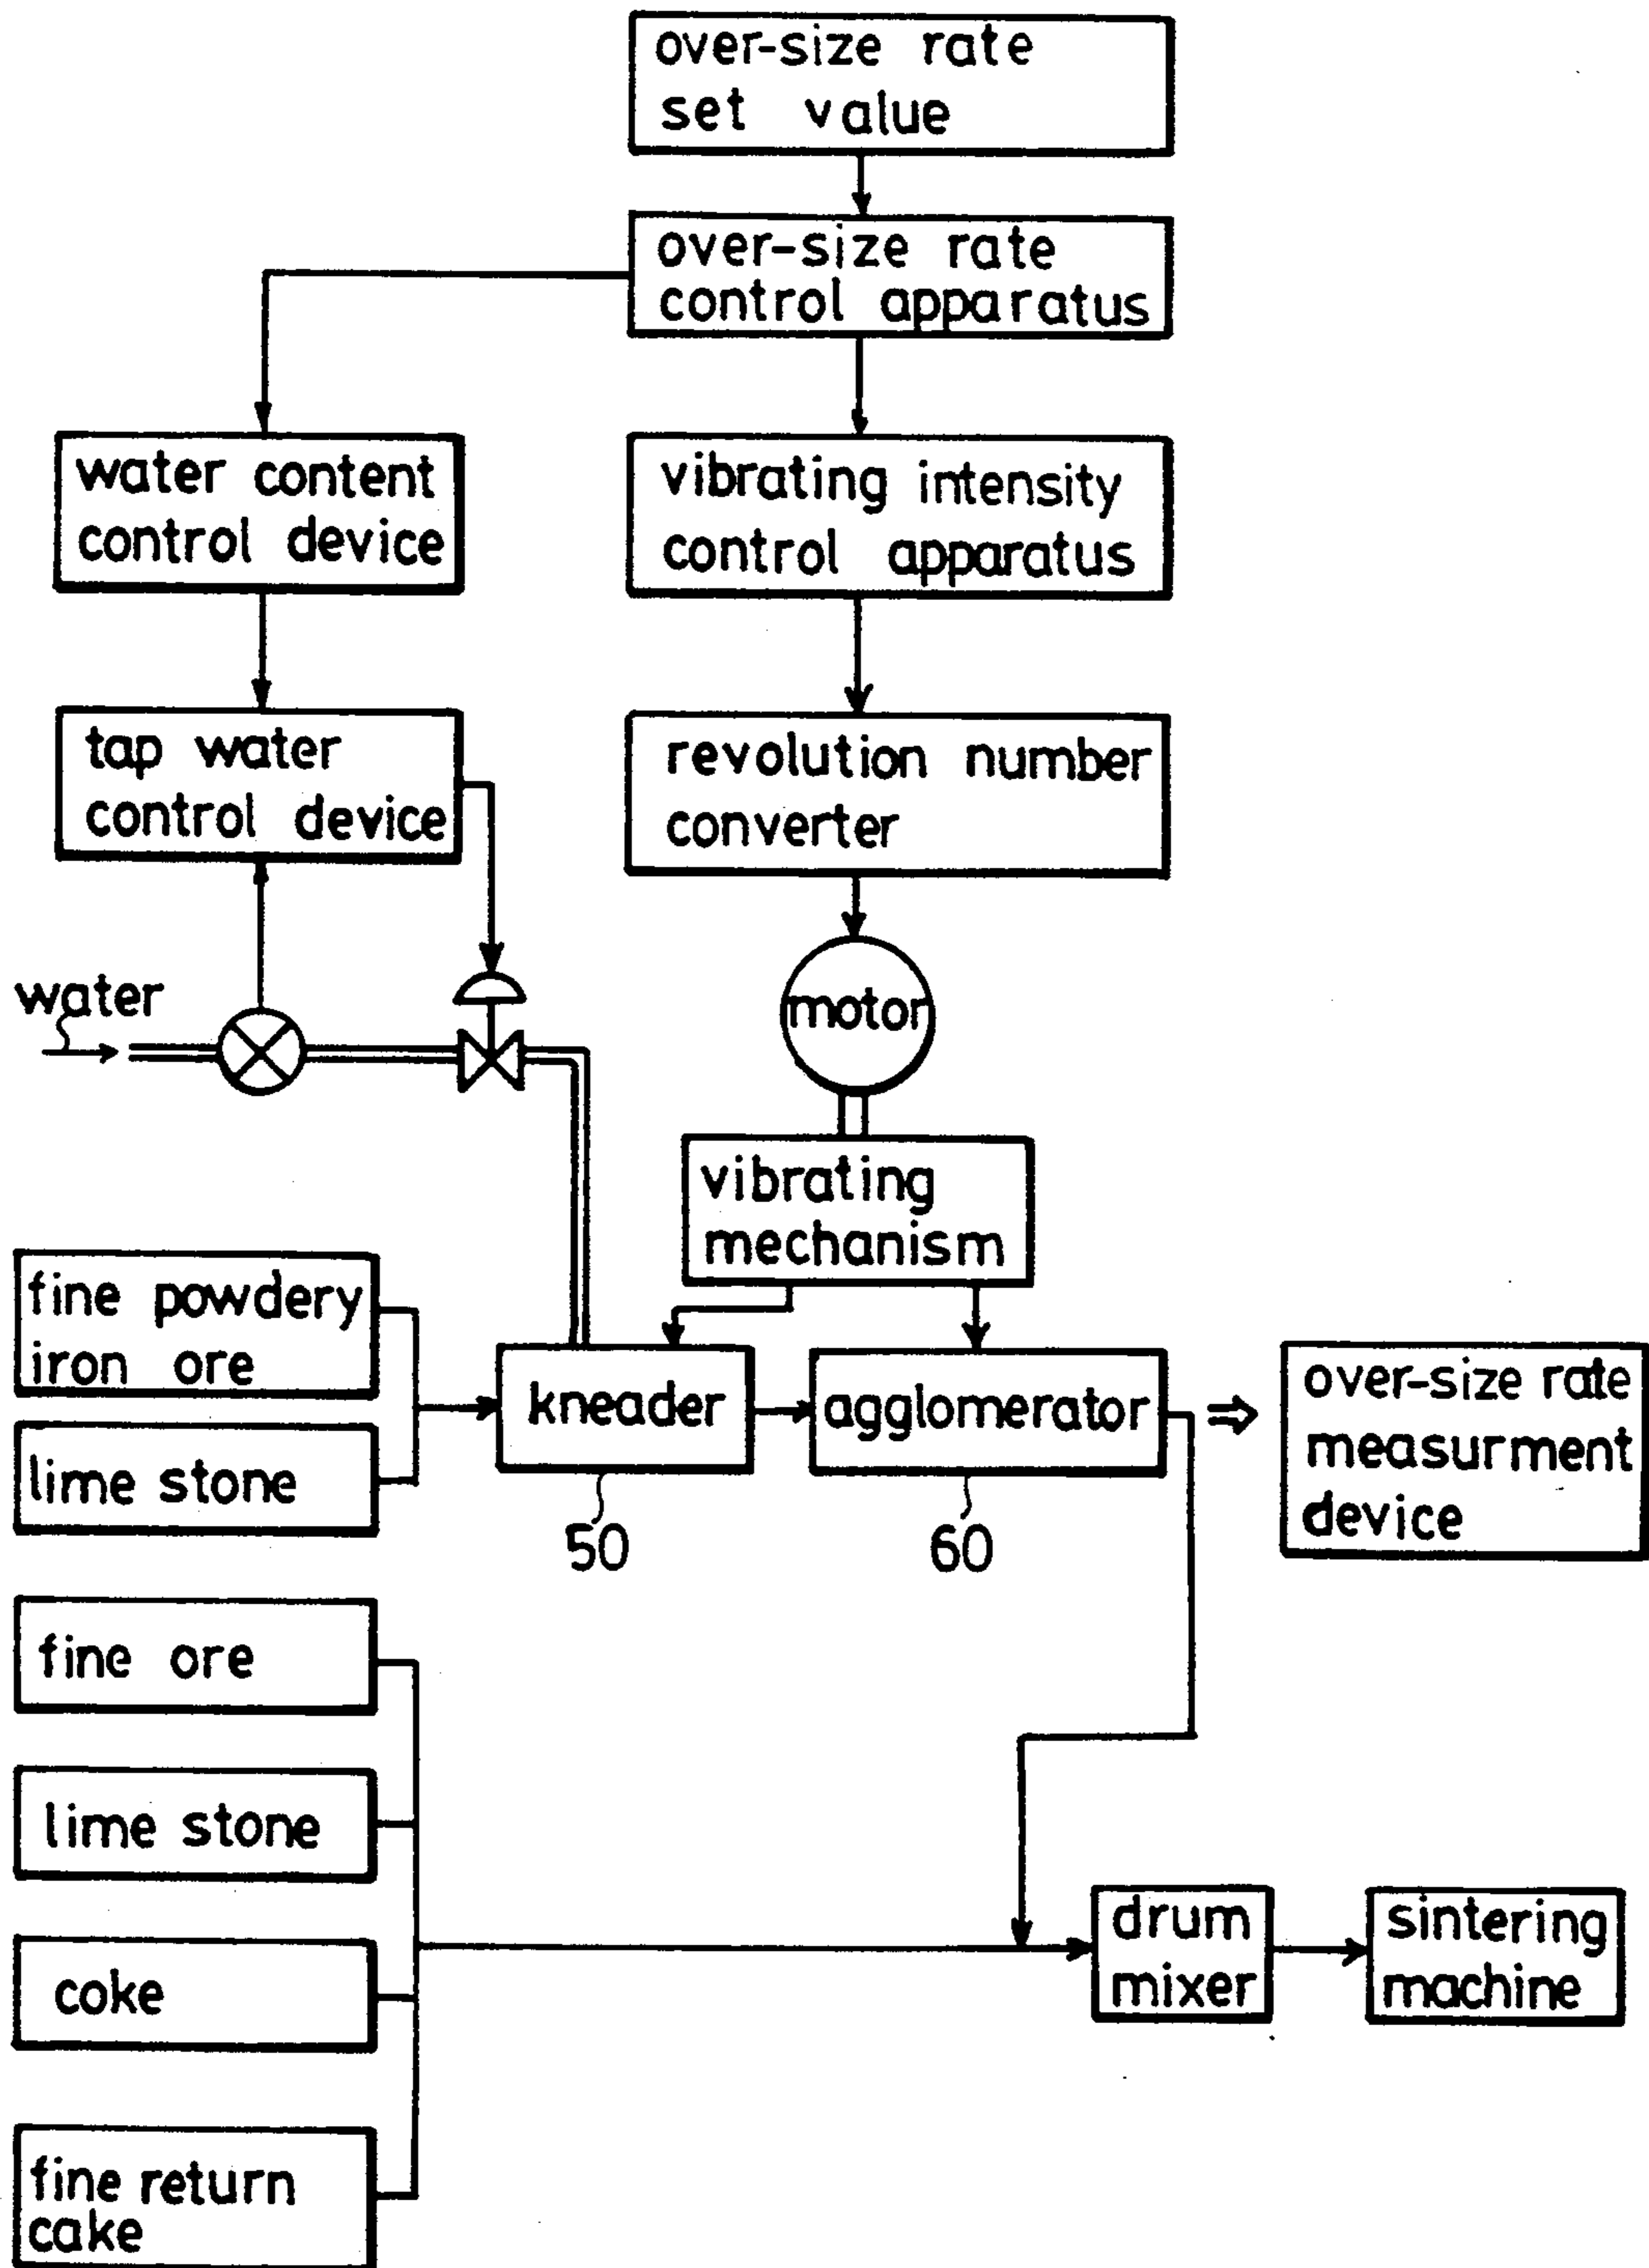 over-size rate
set value
over-size rate
control apparatus
water content
control device
vibrating intensity
control apparatus
tap water
control device
revolution number
converter
water
motor
vibrating
mechanism
fine powdery
iron ore
lime stone
kneader
agglomerator
over-size rate
measurment
device
50
60
fine ore
lime stone
coke
fine return
cake
drum
mixer
sintering
machine